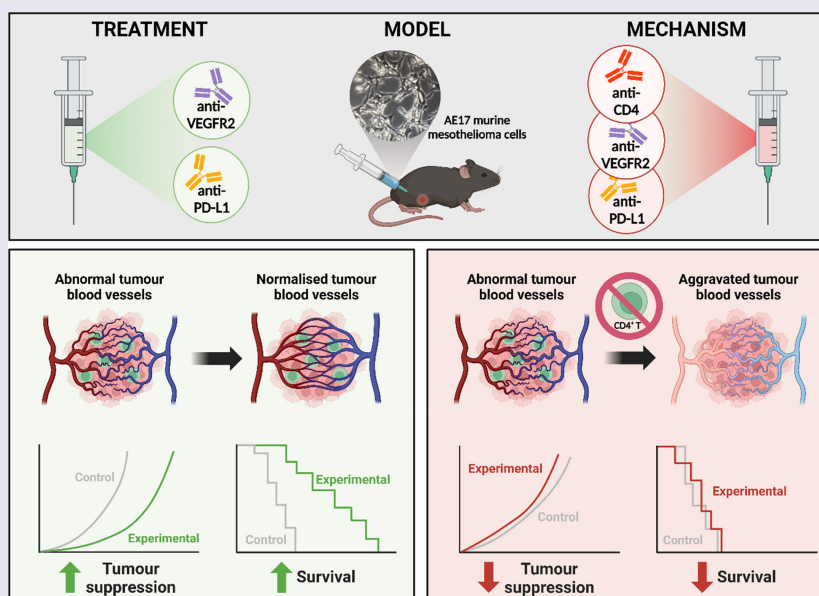 TREATMENT
MODEL
MECHANISM
anti-
VEGFR2
anti-
PD-L1
AE17 murine
mesothelioma cells
anti-
CD4
anti-
VEGFR2
anti-
PD-L1
Abnormal tumour
blood vessels
Normalised tumour
blood vessels
Control
Experimental
Experimental
Control
Tumour
suppression
Survival
Abnormal tumour
blood vessels
CD4⁺ T
Aggravated tumour
blood vessels
Experimental
Control
Experimental
Control
Tumour
suppression
Survival